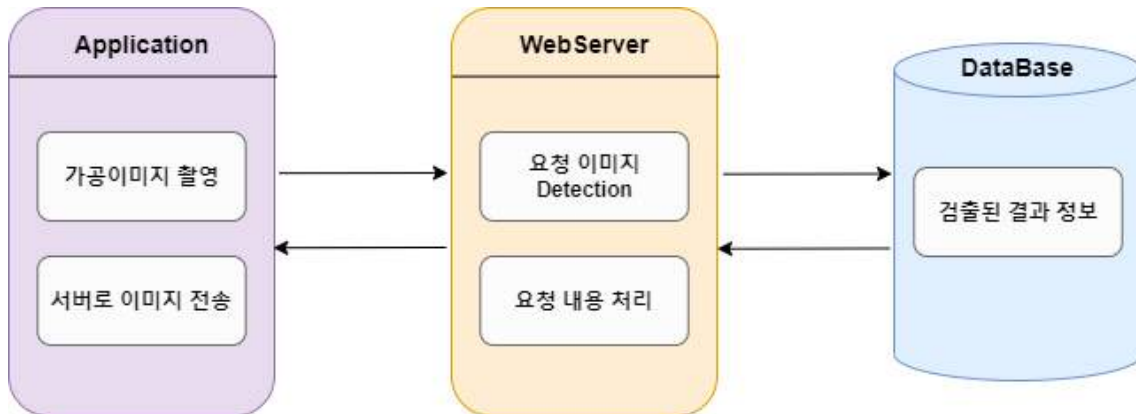 Application
가공이미지 촬영
서버로 이미지 전송
WebServer
요청 이미지
Detection
요청 내용 처리
DataBase
검출된 결과 정보